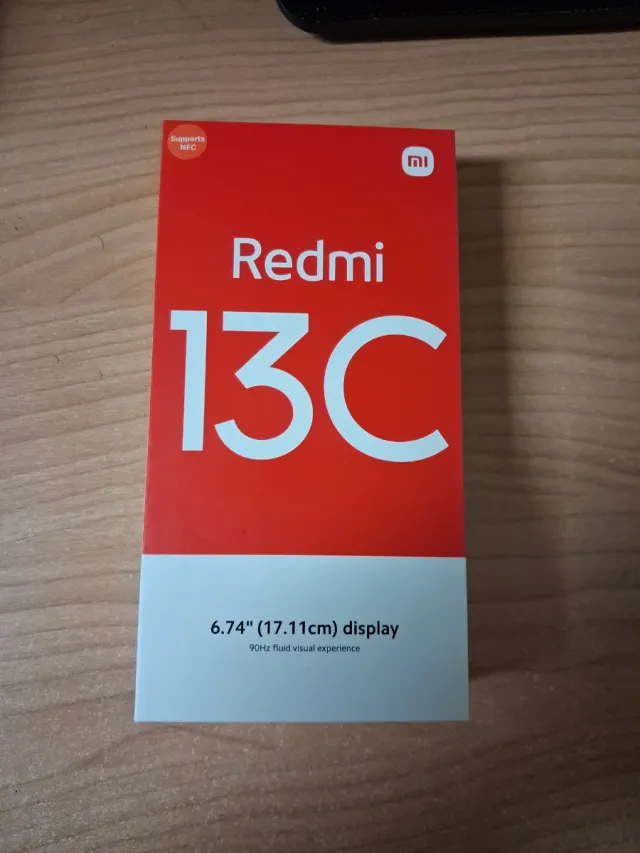 Supports
NFC
mi
Redmi
13C
6.74" (17.11cm) display
90Hz fluid visual experience